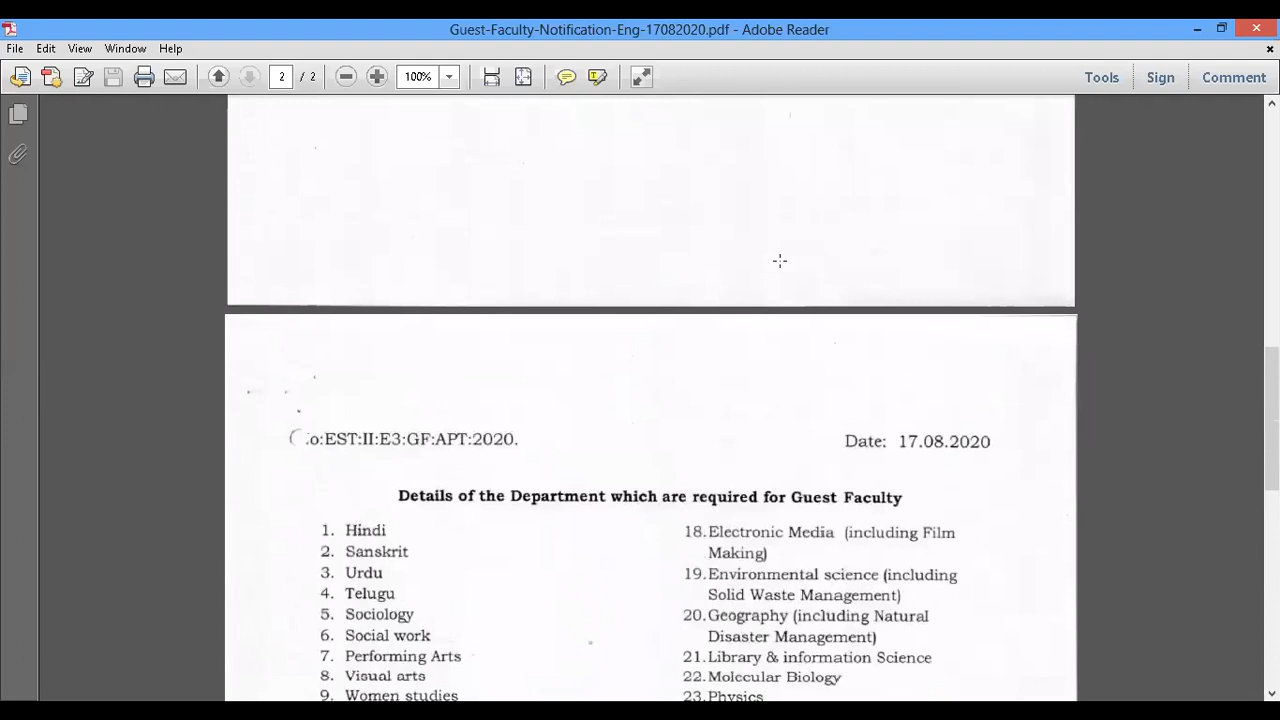 Guest-Faculty-Notification-Eng-17082020.pdf - Adobe Reader
File Edit View Window Help
2 / 2 100% Tools Sign Comment
o:EST:II:E3:GF:APT:2020. Date: 17.08.2020
Details of the Department which are required for Guest Faculty
1. Hindi
2. Sanskrit
3. Urdu
4. Telugu
5. Sociology
6. Social work
7. Performing Arts
8. Visual arts
9. Women studies
18. Electronic Media (including Film
Making)
19. Environmental science (including
Solid Waste Management)
20. Geography (including Natural
Disaster Management)
21. Library & information Science
22. Molecular Biology
23. Physics